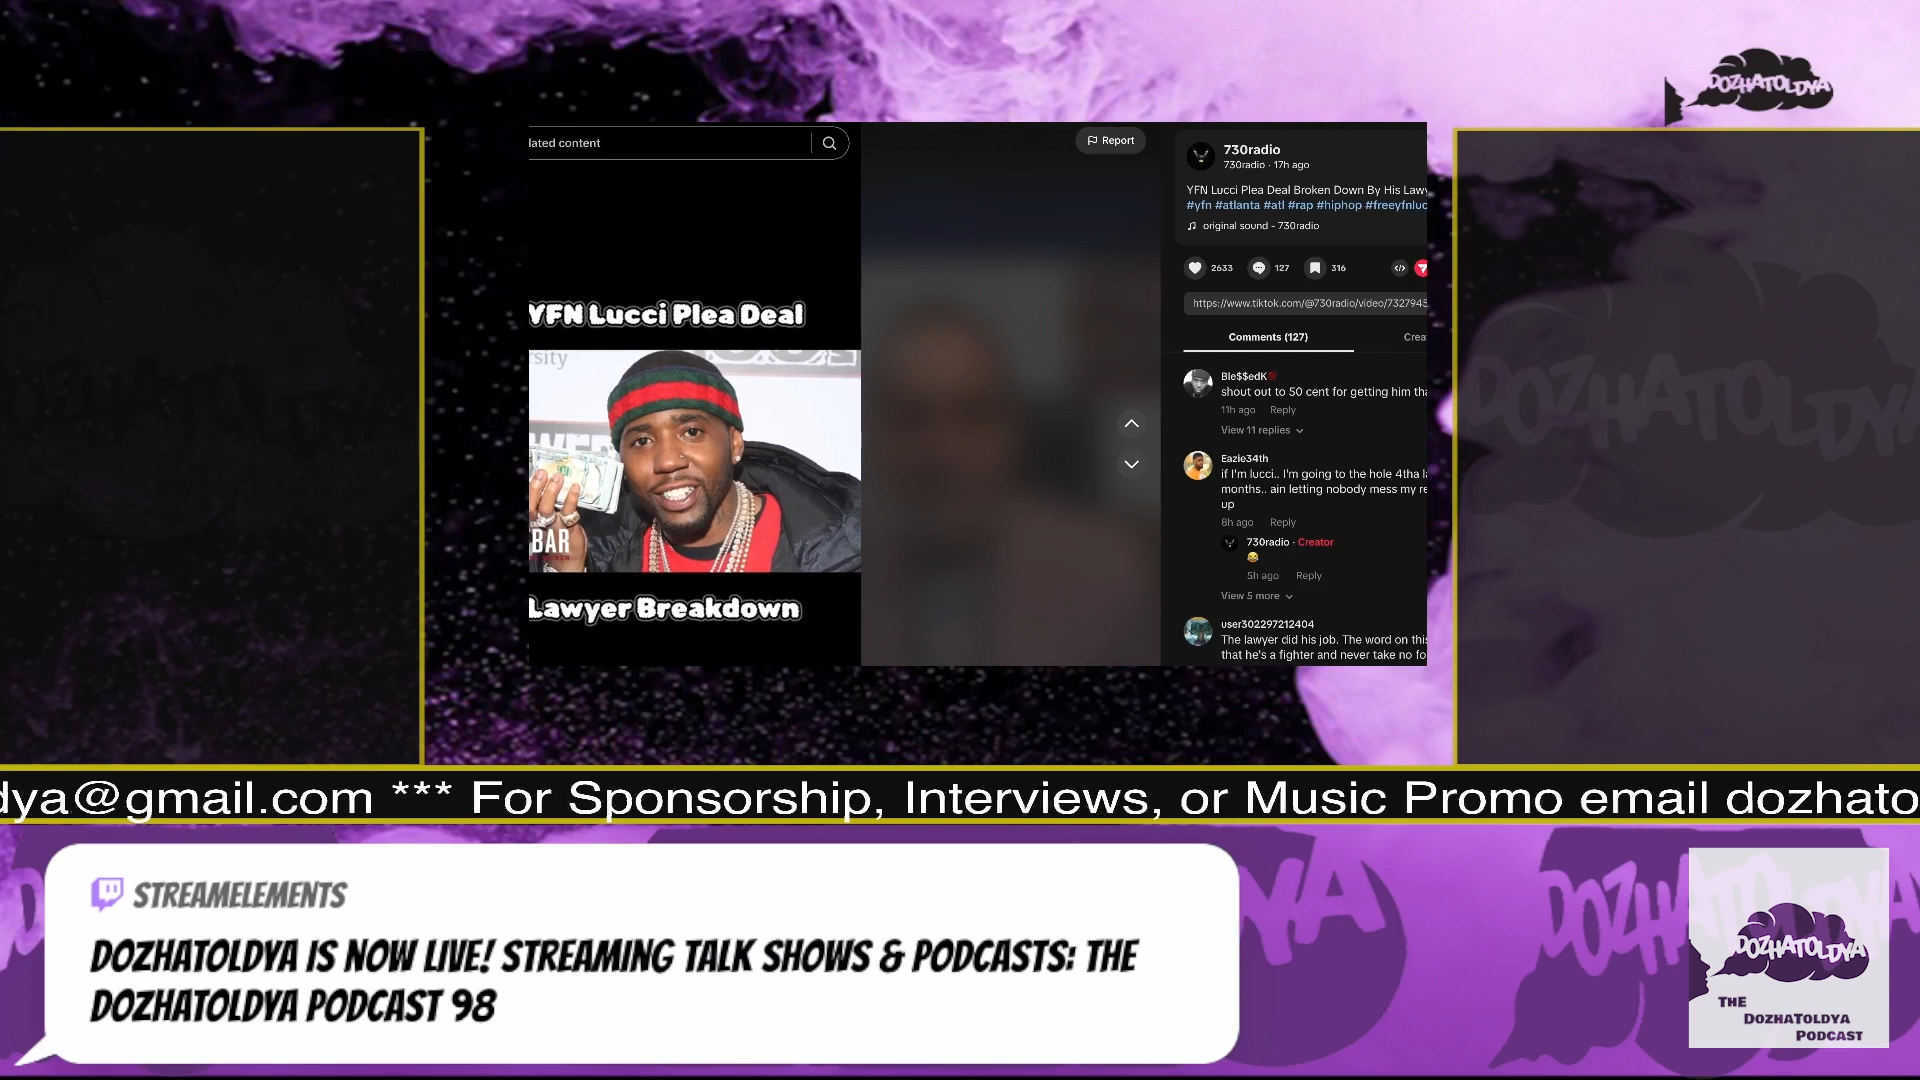 DOZHATOLDYA
lated content
Report
730radio
730radio · 17h ago
YFN Lucci Plea Deal Broken Down By His Lawy
#yfn #atlanta #atl #rap #hiphop #freeyfnluc
original sound - 730radio
2633
127
316
https://www.tiktok.com/@730radio/video/7327945
Comments (127)
Crea
YFN Lucci Plea Deal
sity
BAR
Lawyer Breakdown
Ble$$edK
shout out to 50 cent for getting him tha
11h ago Reply
View 11 replies
Eazie34th
if I'm lucci.. I'm going to the hole 4tha la
months.. ain letting nobody mess my re
up
8h ago Reply
730radio · Creator
😂
5h ago Reply
View 5 more
user302297212404
The lawyer did his job. The word on this
that he's a fighter and never take no fo
DOZHATOLDYA
dya@gmail.com *** For Sponsorship, Interviews, or Music Promo email dozhato
STREAMELEMENTS
DOZHATOLDYA IS NOW LIVE! STREAMING TALK SHOWS & PODCASTS: THE
DOZHATOLDYA PODCAST 98
DOZHATOLDYA
THE
DOZHATOLDYA
PODCAST